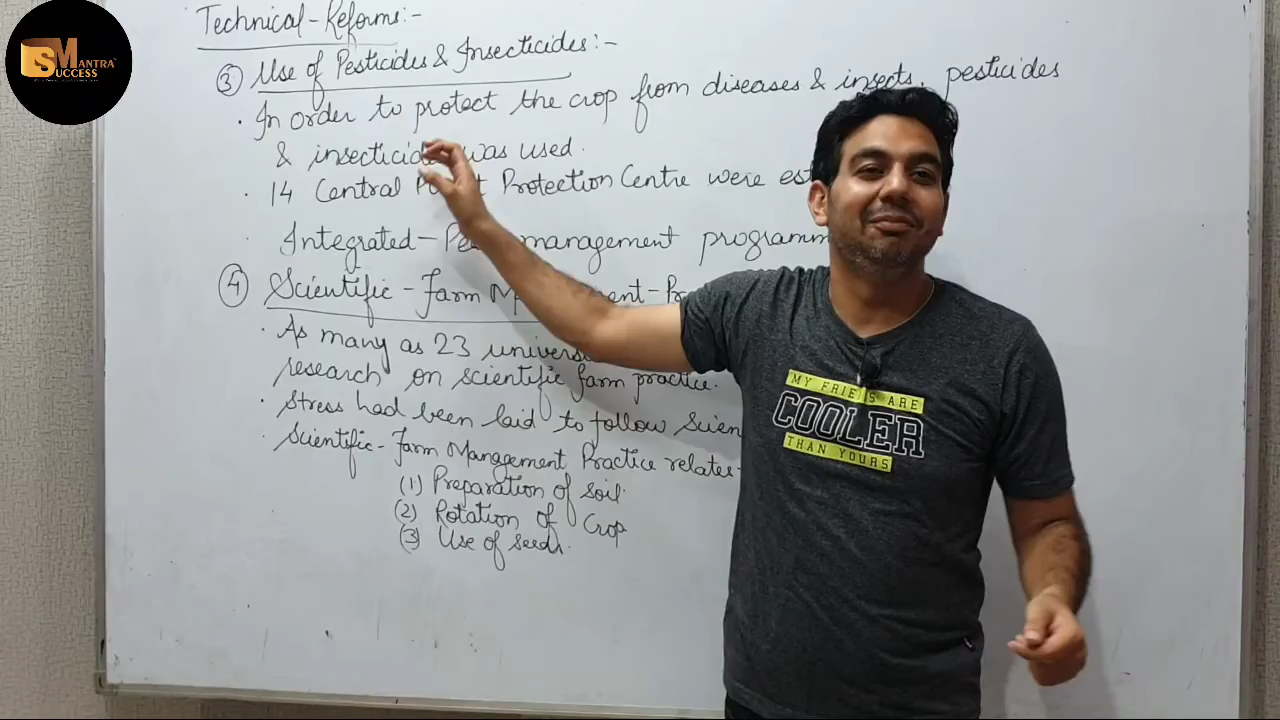 SMANTRA
SUCCESS
Technical-Reforms:-
③ Use of Pesticides & Insecticides:-
· In order to protect the crop from diseases & insects, pesticides
& insecticide was used.
· 14 Central Protection Centre were
· Integrated- management
④ Scientific-Farm
· As many as 23
research on scientific farm practice.
· Stress had been laid to follow
· Scientific-Farm Management Practice relates-
(1) Preparation of soil.
(2) Rotation of Crop
(3) Use of seeds.
MY FRIENDS ARE
COOLER
THAN YOURS